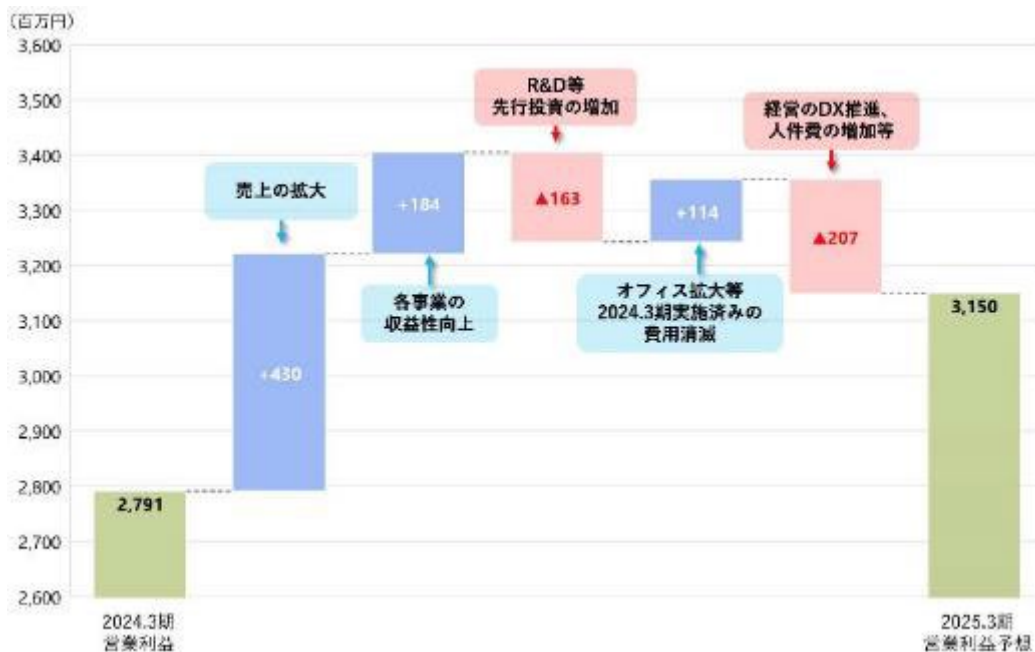 (百万円)
3,600
3,500
3,400
3,300
3,200
3,100
3,000
2,900
2,800
2,700
2,600
2,791
2024.3期
営業利益
売上の拡大
+430
+184
各事業の
収益性向上
R&D等
先行投資の増加
▲163
+114
オフィス拡大等
2024.3期実施済みの
費用消滅
経営のDX推進、
人件費の増加等
▲207
3,150
2025.3期
営業利益予想